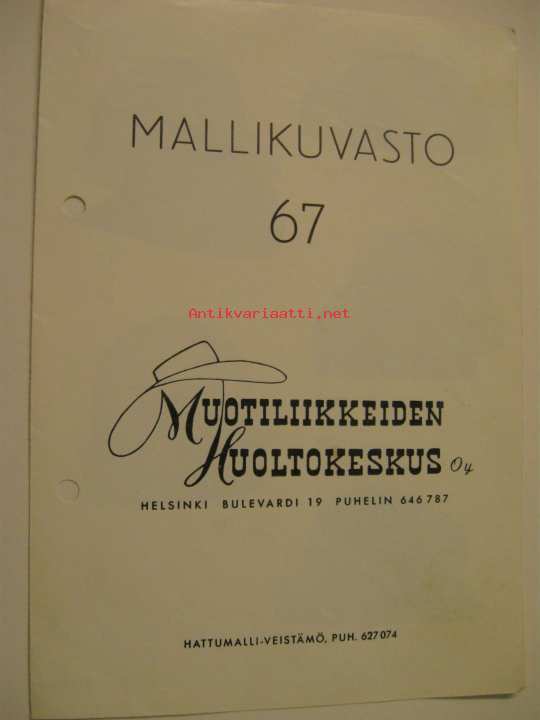 MALLIKUVASTO
67
Antikvariaatti.net
MUOTILIIKKEIDEN
HUOLTOKESKUS Oy
HELSINKI BULEVARDI 19 PUHELIN 646 787
HATTUMALLI-VEISTÄMÖ, PUH. 627 074